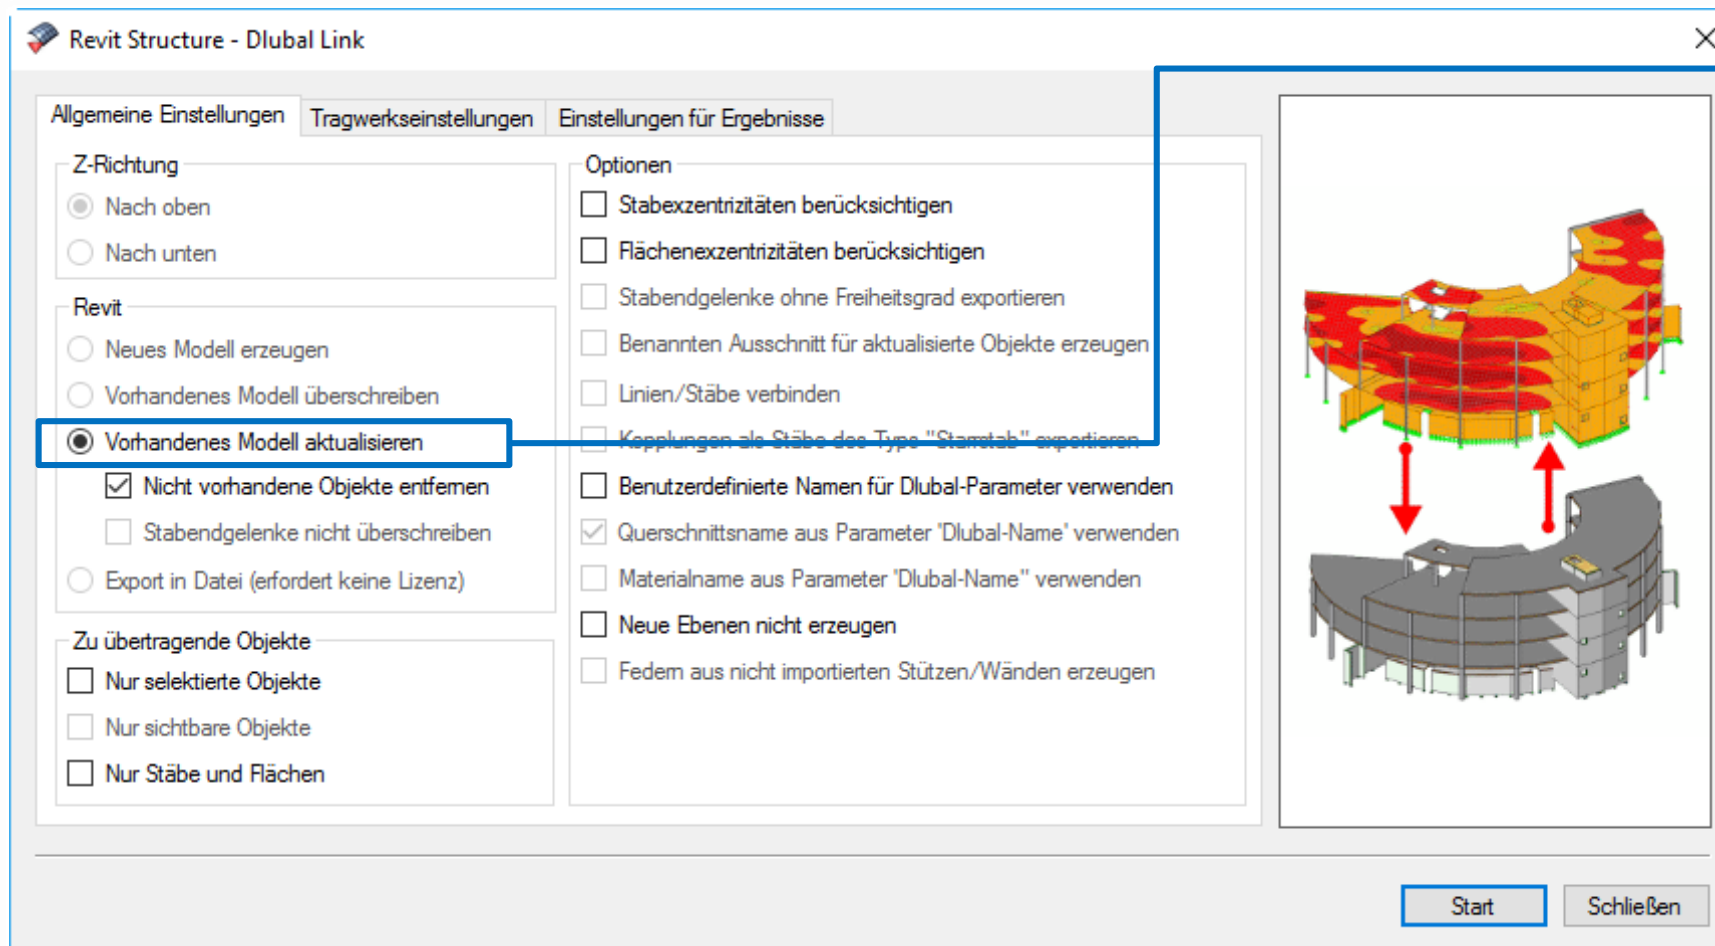 Revit Structure - Dlubal Link
Allgemeine Einstellungen
Tragwerkseinstellungen
Einstellungen für Ergebnisse
Z-Richtung
Nach oben
Nach unten
Revit
Neues Modell erzeugen
Vorhandenes Modell überschreiben
Vorhandenes Modell aktualisieren
Nicht vorhandene Objekte entfernen
Stabendgelenke nicht überschreiben
Export in Datei (erfordert keine Lizenz)
Zu übertragende Objekte
Nur selektierte Objekte
Nur sichtbare Objekte
Nur Stäbe und Flächen
Optionen
Stabexzentrizitäten berücksichtigen
Flächenexzentrizitäten berücksichtigen
Stabendgelenke ohne Freiheitsgrad exportieren
Benannten Ausschnitt für aktualisierte Objekte erzeugen
Linien/Stäbe verbinden
Kopplungen als Stäbe des Typs "Starrstab" exportieren
Benutzerdefinierte Namen für Dlubal-Parameter verwenden
Querschnittsname aus Parameter 'Dlubal-Name' verwenden
Materialname aus Parameter 'Dlubal-Name'' verwenden
Neue Ebenen nicht erzeugen
Federn aus nicht importierten Stützen/Wänden erzeugen
Start
Schließen